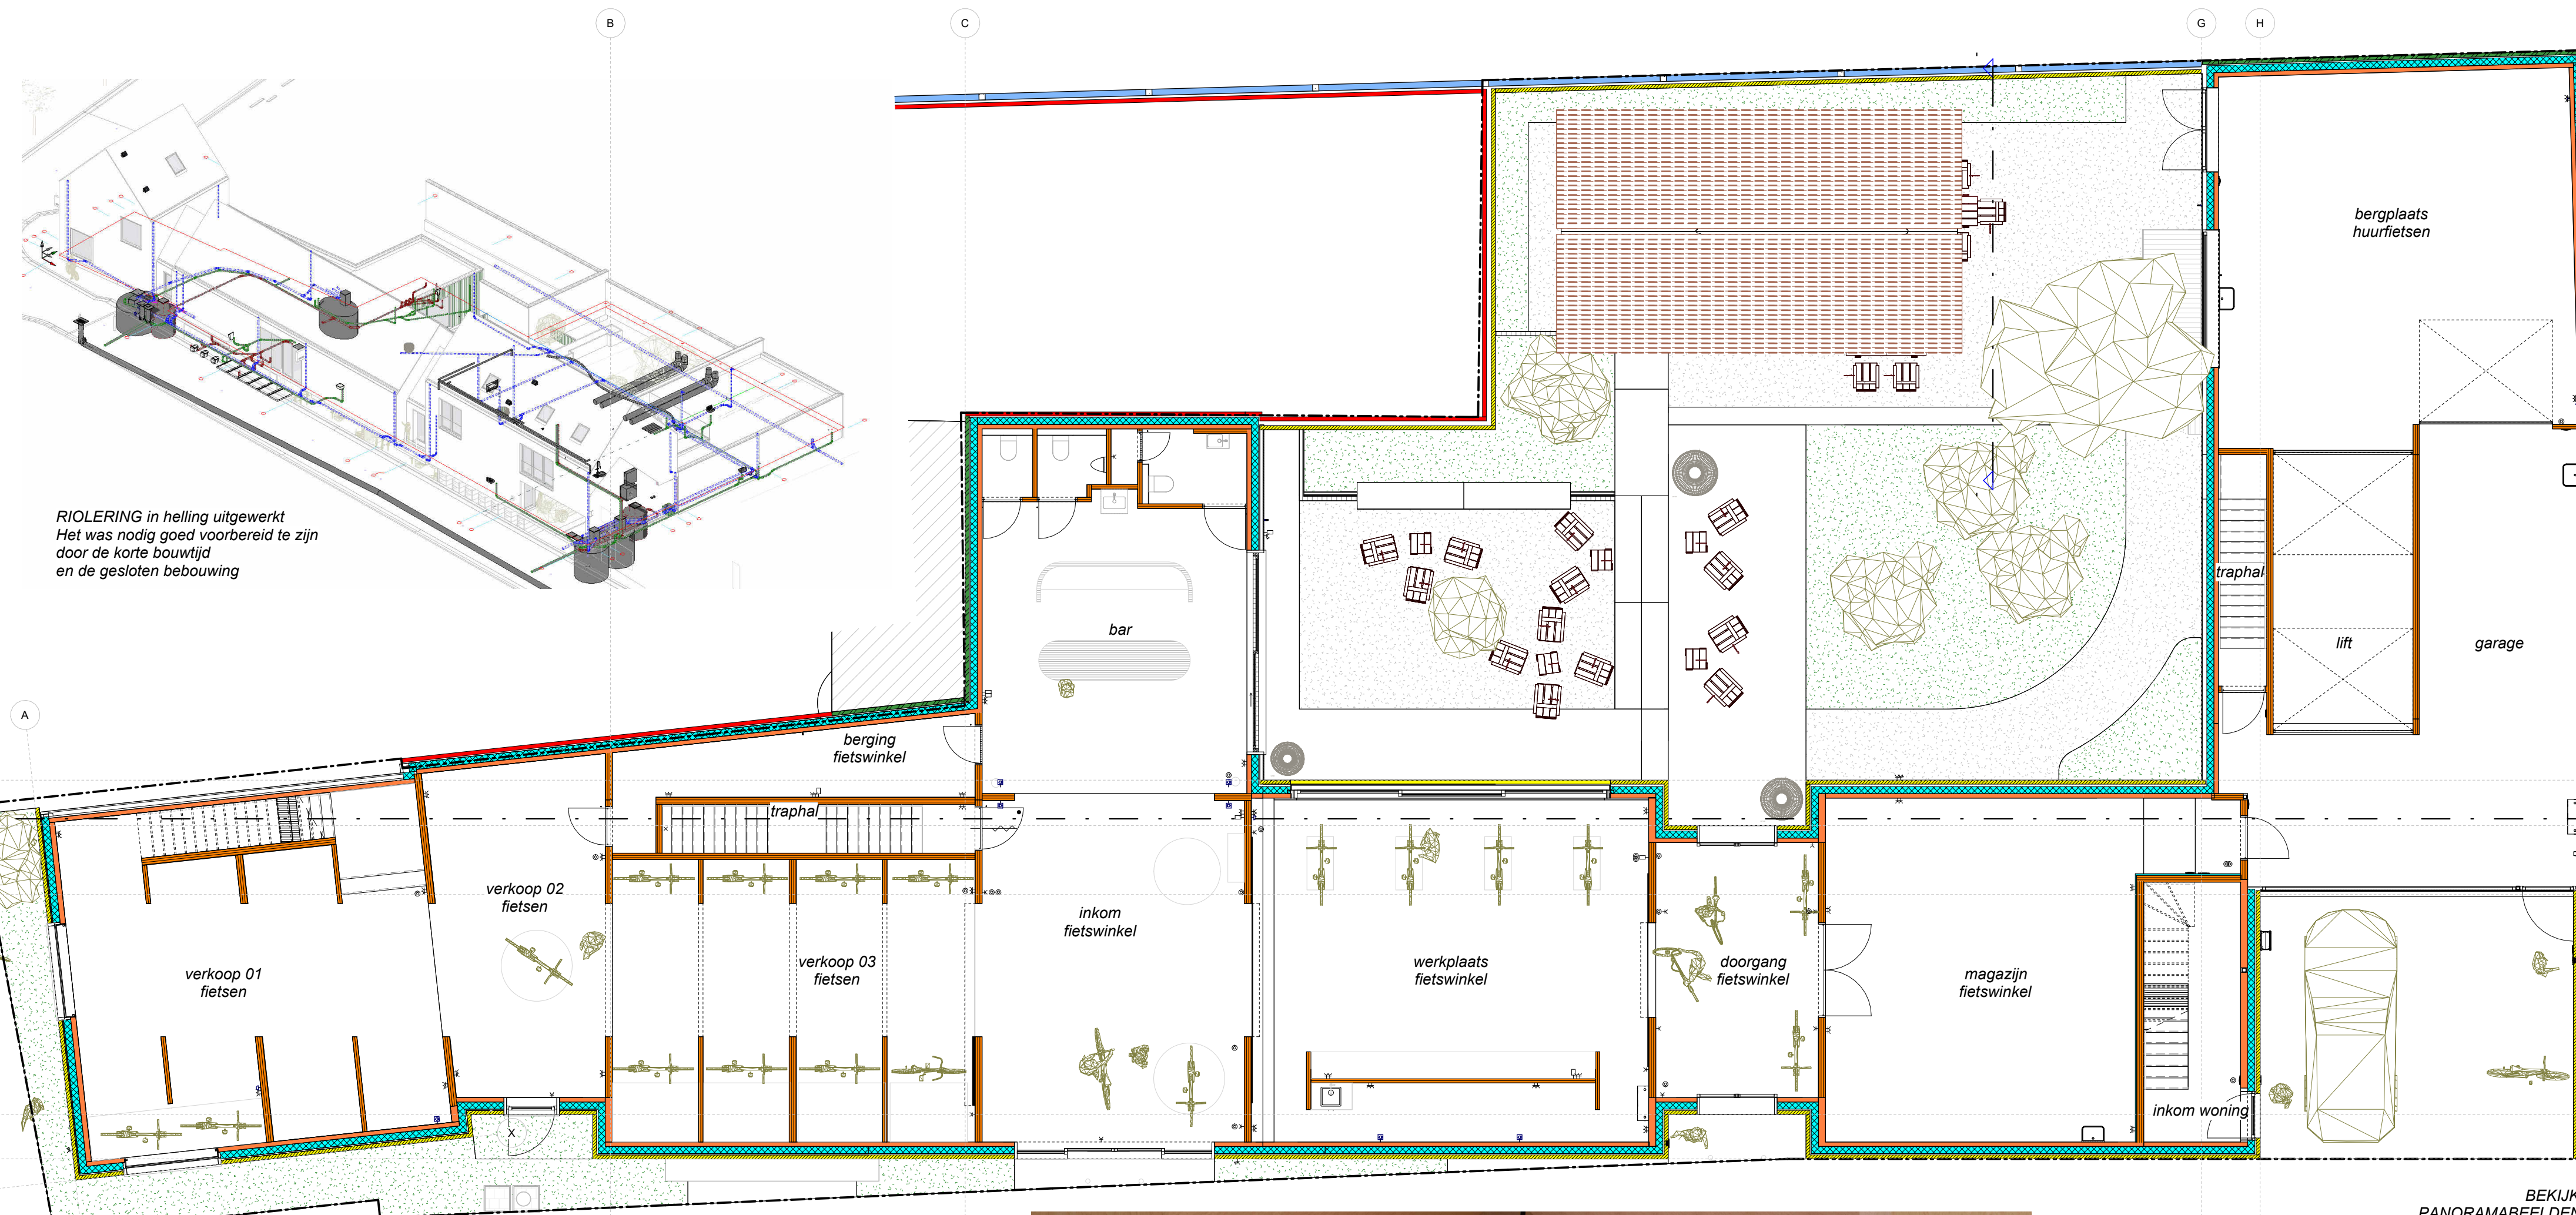 B
C
G
H
bergplaats
huurfietsen
RIOLERING in helling uitgewerkt
Het was nodig goed voorbereid te zijn
door de korte bouwtijd
en de gesloten bebouwing
traphal
bar
lift
garage
A
berging
fietswinkel
traphal
verkoop 02
fietsen
inkom
fietswinkel
verkoop 01
fietsen
verkoop 03
fietsen
werkplaats
fietswinkel
doorgang
fietswinkel
magazijn
fietswinkel
inkom woning
X
BEKIJK
PANORAMABEELDEN